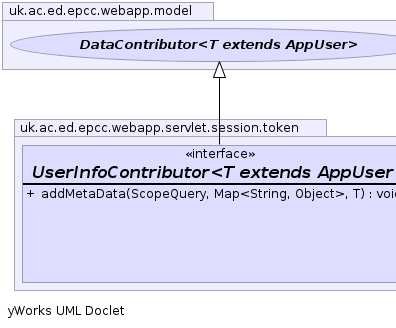 uk.ac.ed.epcc.webapp.model
DataContributor<T extends AppUser>
uk.ac.ed.epcc.webapp.servlet.session.token
«interface»
UserInfoContributor<T extends AppUser
+ addMetaData(ScopeQuery, Map<String, Object>, T) : void
yWorks UML Doclet